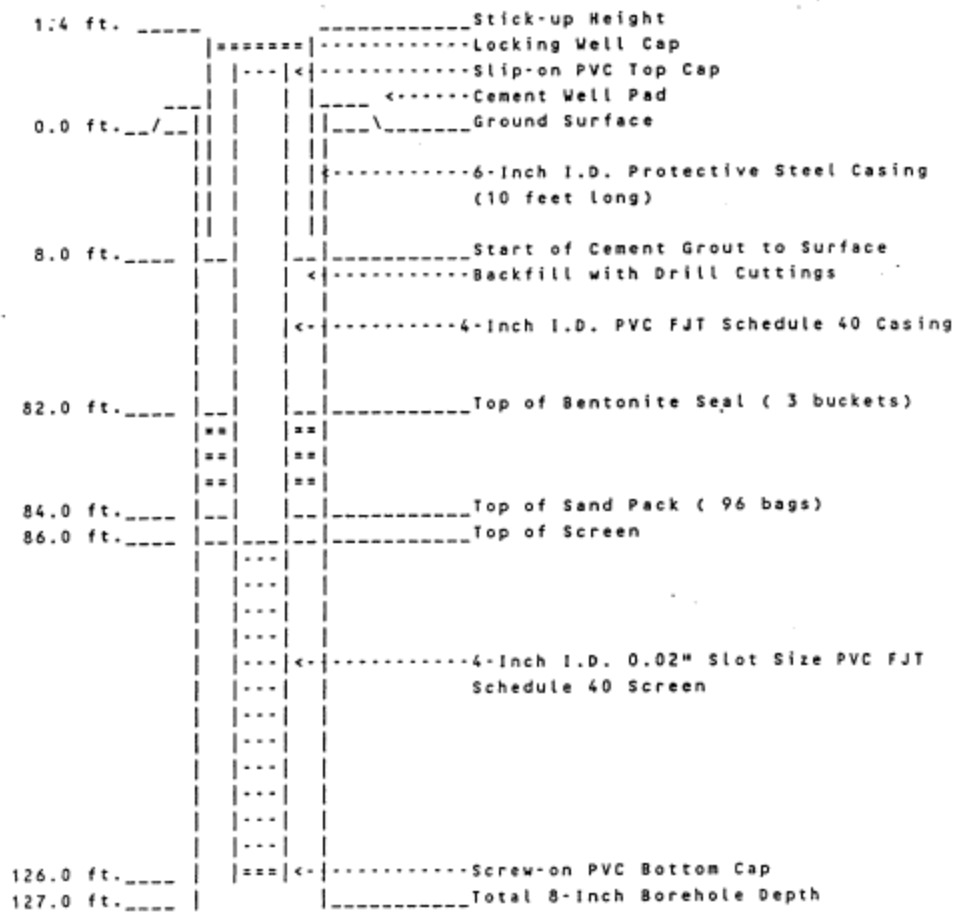 1.4 ft. Stick-up Height
Locking Well Cap
Slip-on PVC Top Cap
Cement Well Pad
0.0 ft. Ground Surface
6-Inch I.D. Protective Steel Casing
(10 feet long)
8.0 ft. Start of Cement Grout to Surface
Backfill with Drill Cuttings
4-Inch I.D. PVC FJT Schedule 40 Casing
82.0 ft. Top of Bentonite Seal ( 3 buckets)
84.0 ft. Top of Sand Pack ( 96 bags)
86.0 ft. Top of Screen
4-Inch I.D. 0.02" Slot Size PVC FJT
Schedule 40 Screen
126.0 ft. Screw-on PVC Bottom Cap
127.0 ft. Total 8-Inch Borehole Depth